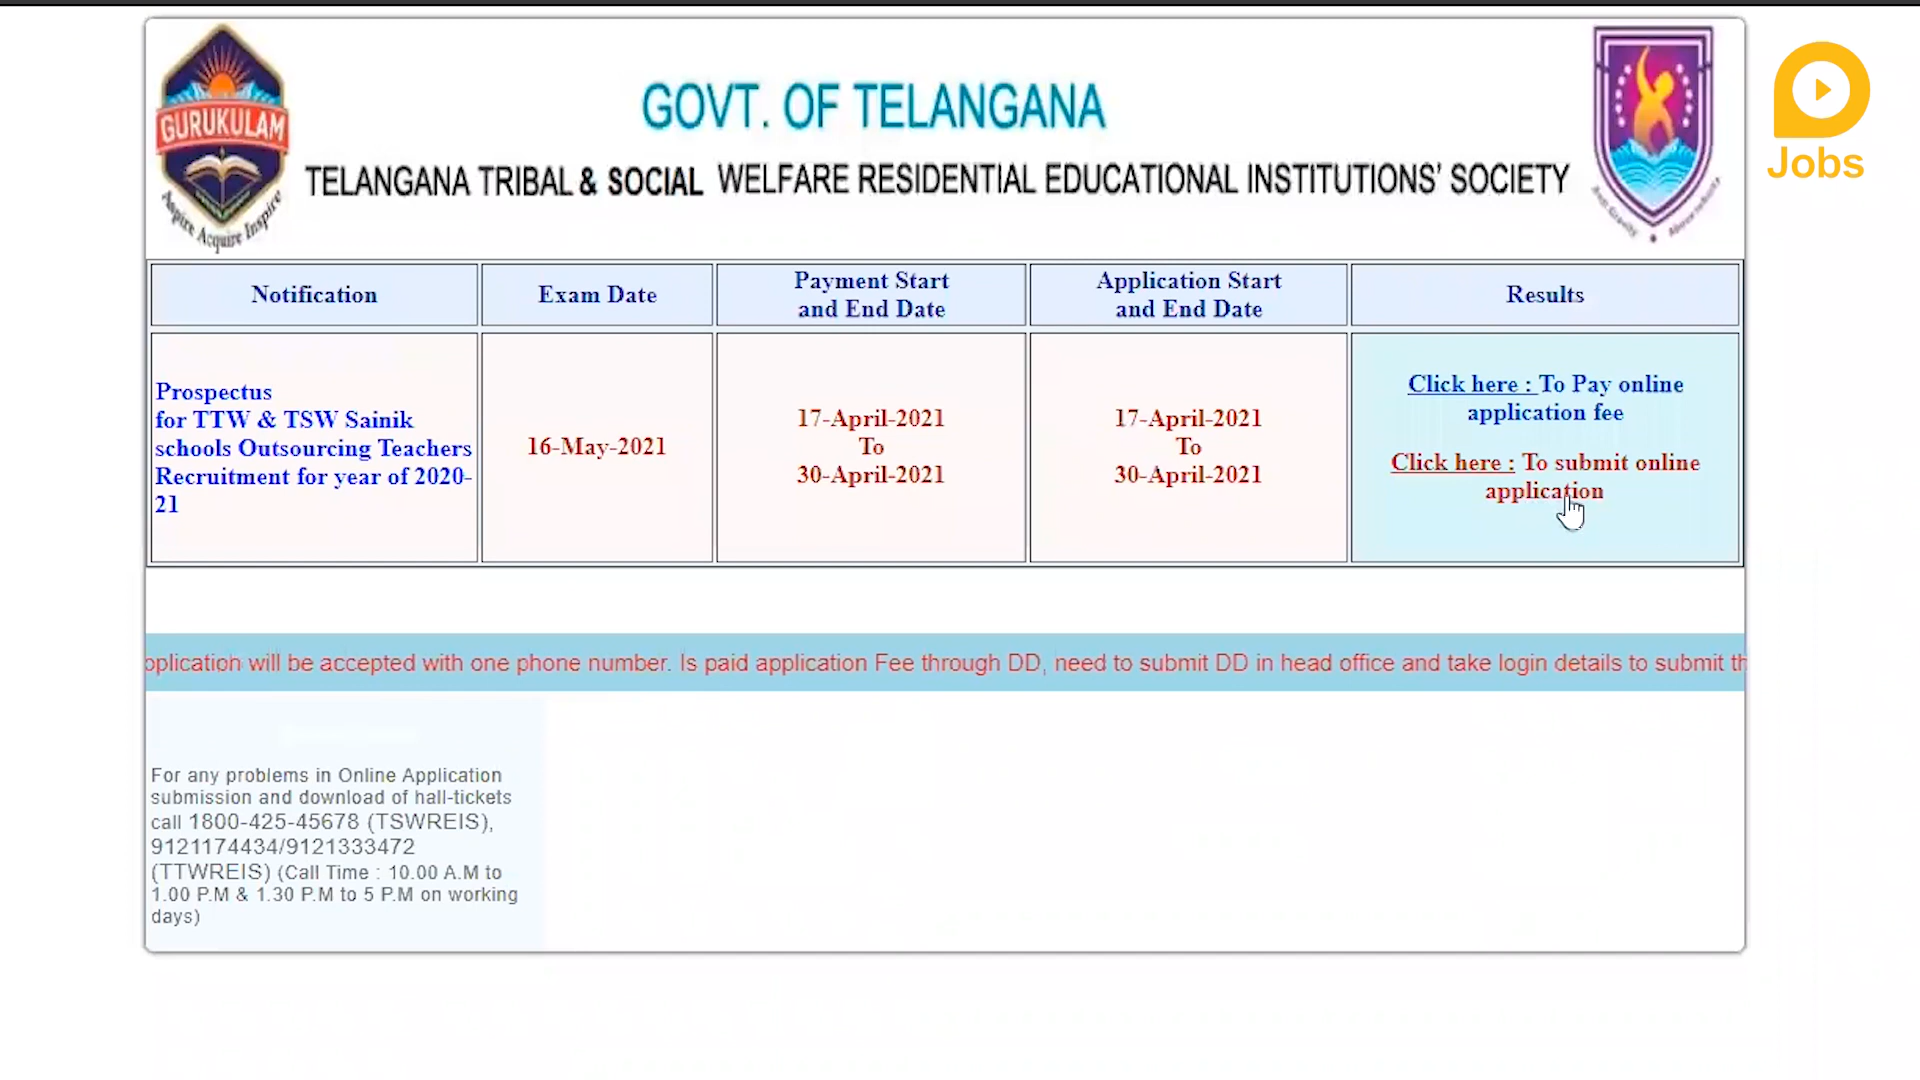 GOVT. OF TELANGANA
TELANGANA TRIBAL & SOCIAL WELFARE RESIDENTIAL EDUCATIONAL INSTITUTIONS' SOCIETY
GURUKULAM
Aspire Acquire Inspire
Jobs
Notification
Exam Date
Payment Start
and End Date
Application Start
and End Date
Results
Prospectus
for TTW & TSW Sainik
schools Outsourcing Teachers
Recruitment for year of 2020-
21
16-May-2021
17-April-2021
To
30-April-2021
17-April-2021
To
30-April-2021
Click here : To Pay online
application fee
Click here : To submit online
application
pplication will be accepted with one phone number. Is paid application Fee through DD, need to submit DD in head office and take login details to submit th
For any problems in Online Application
submission and download of hall-tickets
call 1800-425-45678 (TSWREIS),
9121174434/9121333472
(TTWREIS) (Call Time : 10.00 A.M to
1.00 P.M & 1.30 P.M to 5 P.M on working
days)